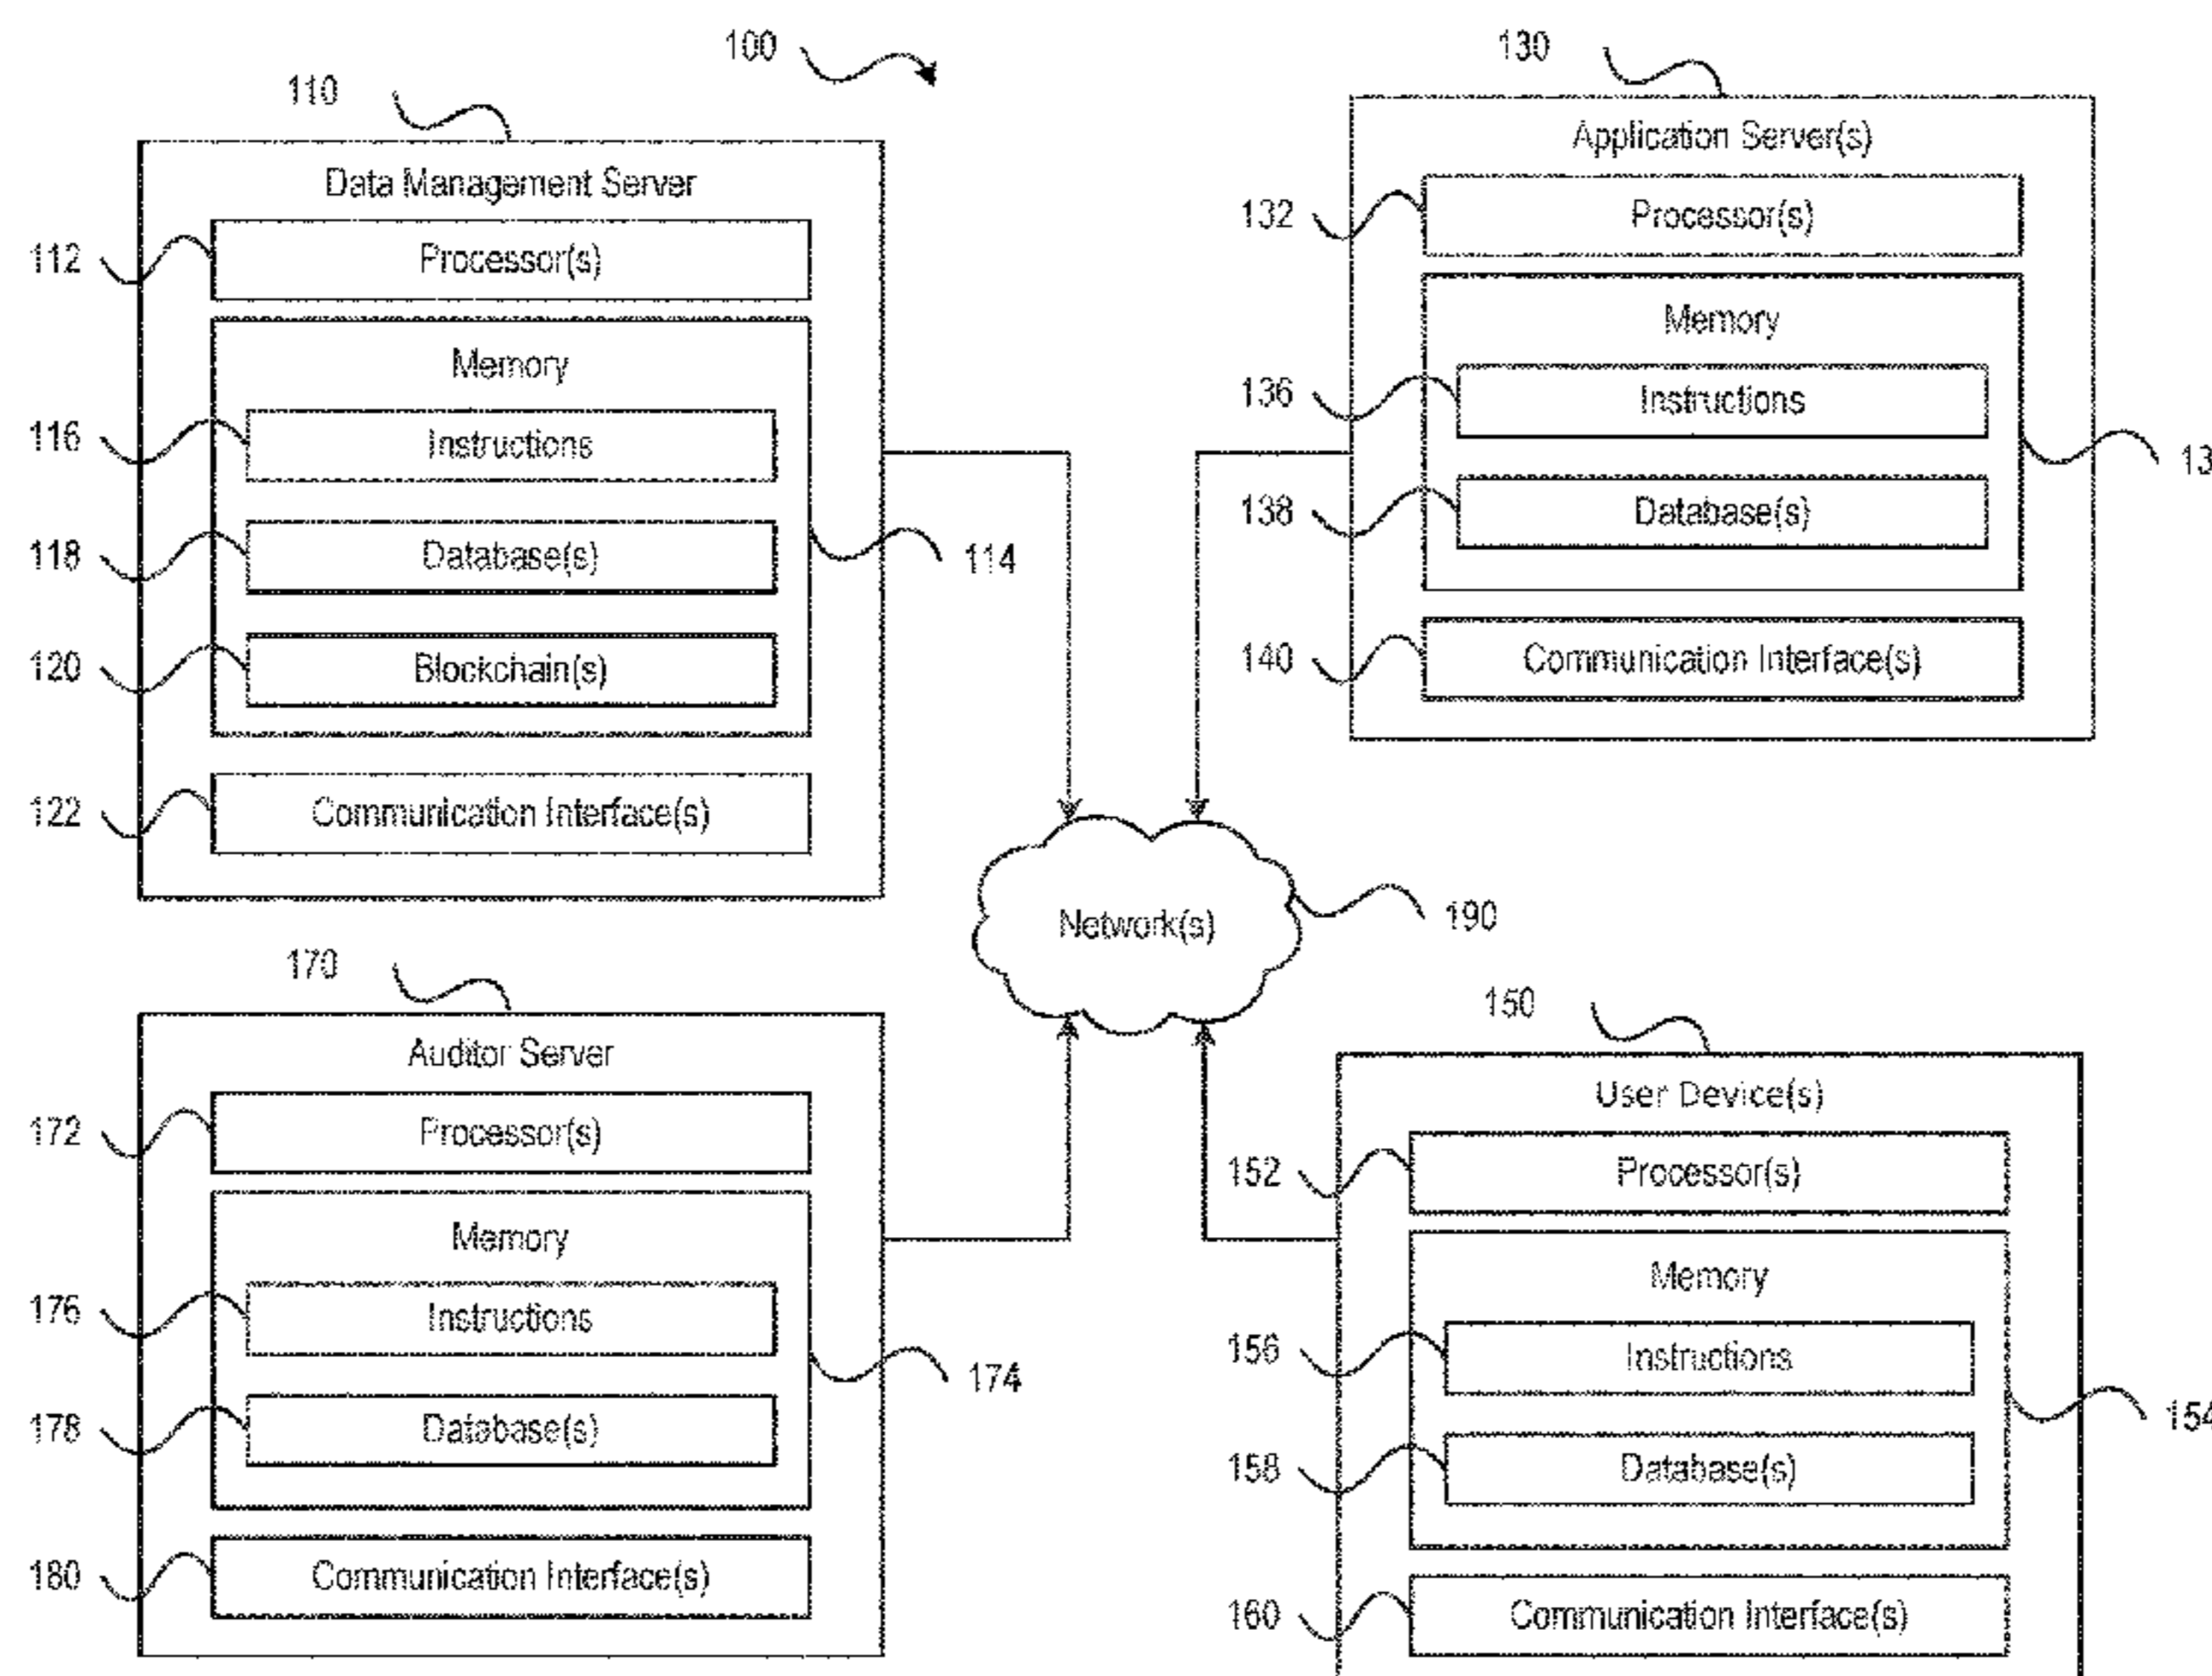 100
110
Data Management Server
112
Processor(s)
Memory
116
Instructions
118
Database(s)
114
120
Blockchain(s)
122
Communication Interface(s)
130
Application Server(s)
132
Processor(s)
Memory
136
Instructions
13
138
Database(s)
140
Communication Interface(s)
Network(s)
190
170
Auditor Server
172
Processor(s)
Memory
176
Instructions
174
178
Database(s)
180
Communication Interface(s)
150
User Device(s)
152
Processor(s)
Memory
156
Instructions
154
158
Database(s)
160
Communication Interface(s)